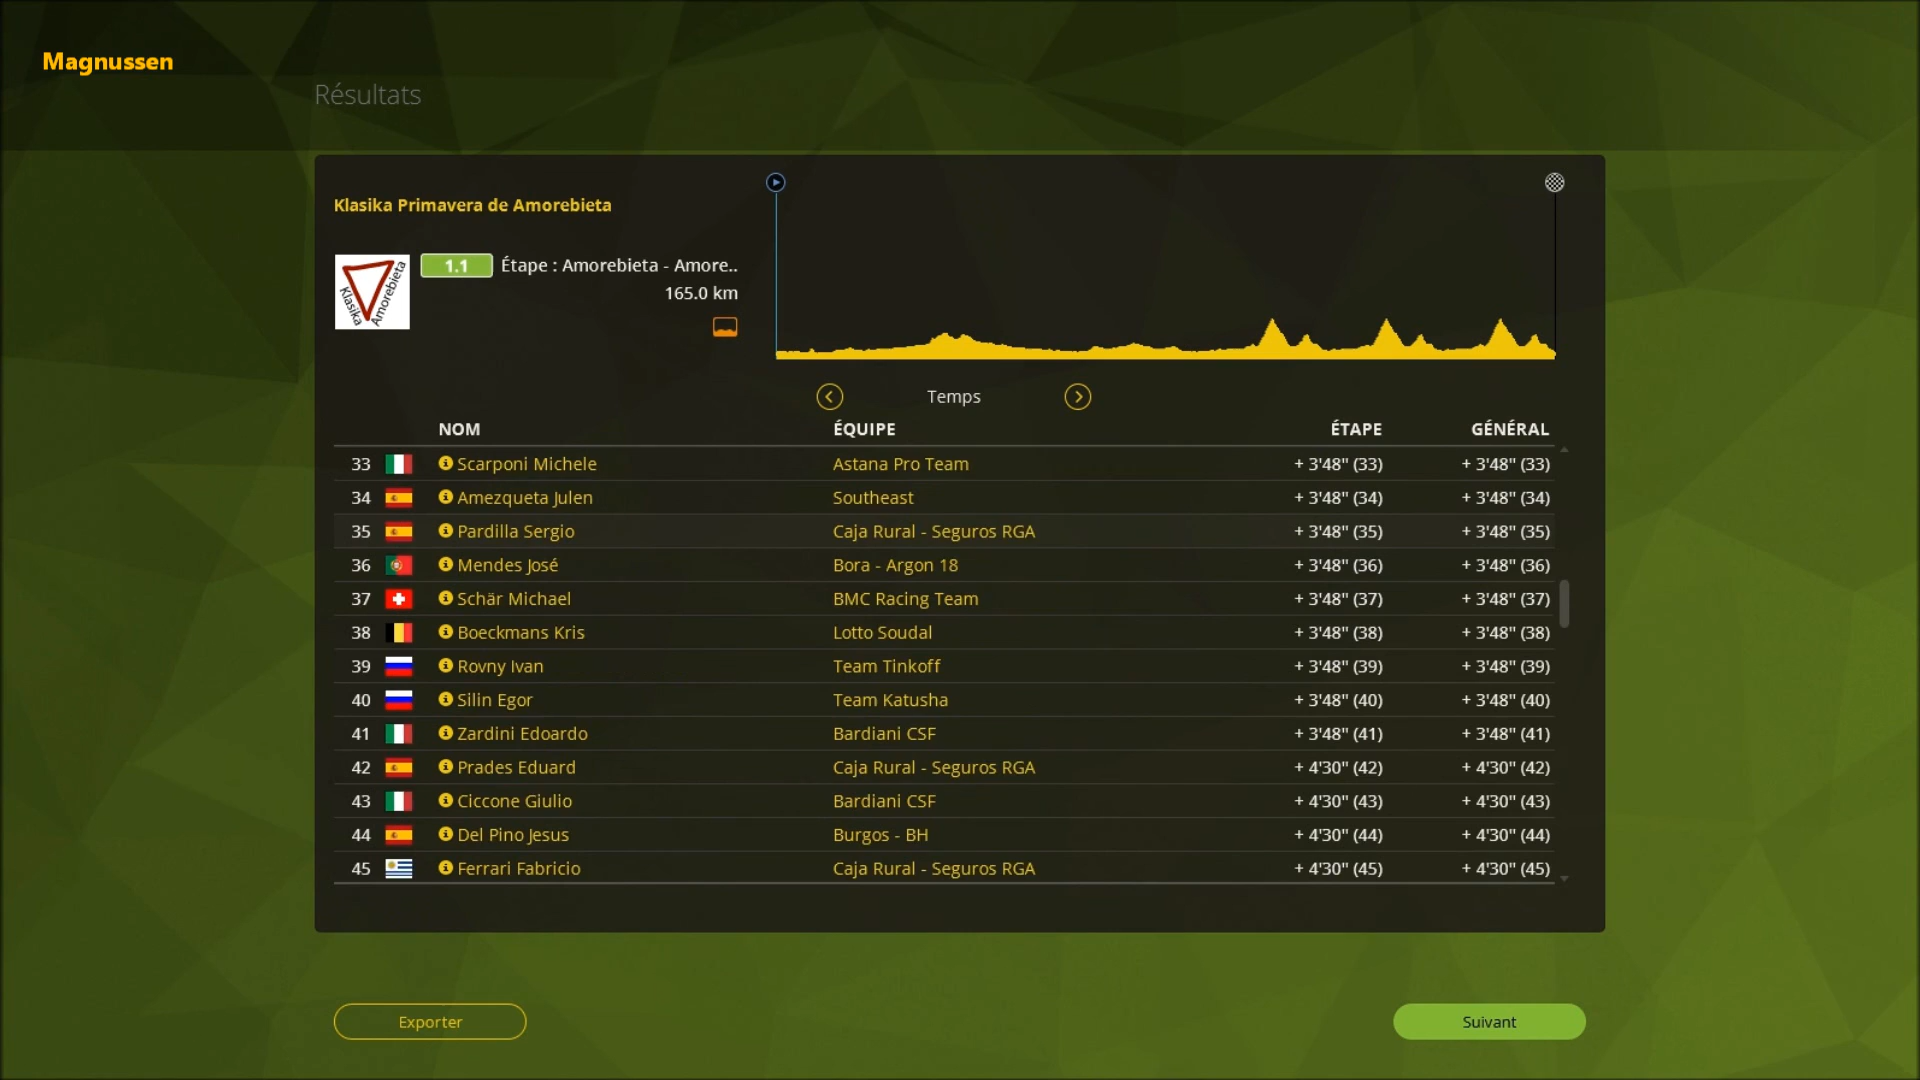 Magnussen
Résultats
Klasika Primavera de Amorebieta
Klasika Amorebieta
1.1 Étape : Amorebieta - Amore..
165.0 km
Temps
NOM ÉQUIPE ÉTAPE GÉNÉRAL
33 Scarponi Michele Astana Pro Team + 3'48" (33) + 3'48" (33)
34 Amezqueta Julen Southeast + 3'48" (34) + 3'48" (34)
35 Pardilla Sergio Caja Rural - Seguros RGA + 3'48" (35) + 3'48" (35)
36 Mendes José Bora - Argon 18 + 3'48" (36) + 3'48" (36)
37 Schär Michael BMC Racing Team + 3'48" (37) + 3'48" (37)
38 Boeckmans Kris Lotto Soudal + 3'48" (38) + 3'48" (38)
39 Rovny Ivan Team Tinkoff + 3'48" (39) + 3'48" (39)
40 Silin Egor Team Katusha + 3'48" (40) + 3'48" (40)
41 Zardini Edoardo Bardiani CSF + 3'48" (41) + 3'48" (41)
42 Prades Eduard Caja Rural - Seguros RGA + 4'30" (42) + 4'30" (42)
43 Ciccone Giulio Bardiani CSF + 4'30" (43) + 4'30" (43)
44 Del Pino Jesus Burgos - BH + 4'30" (44) + 4'30" (44)
45 Ferrari Fabricio Caja Rural - Seguros RGA + 4'30" (45) + 4'30" (45)
Exporter Suivant